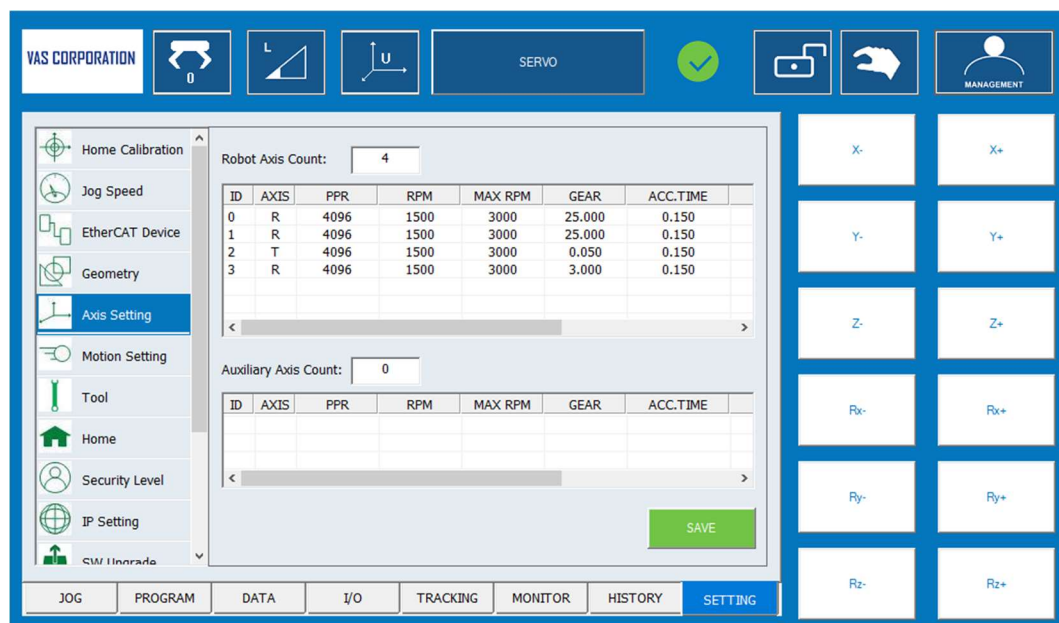 VAS CORPORATION
0
L
U
SERVO
MANAGEMENT
Home Calibration
Jog Speed
EtherCAT Device
Geometry
Axis Setting
Motion Setting
Tool
Home
Security Level
IP Setting
SW Upgrade
Robot Axis Count: 4
ID AXIS PPR RPM MAX RPM GEAR ACC.TIME
0 R 4096 1500 3000 25.000 0.150
1 R 4096 1500 3000 25.000 0.150
2 T 4096 1500 3000 0.050 0.150
3 R 4096 1500 3000 3.000 0.150
Auxiliary Axis Count: 0
ID AXIS PPR RPM MAX RPM GEAR ACC.TIME
SAVE
X- X+
Y- Y+
Z- Z+
Rx- Rx+
Ry- Ry+
Rz- Rz+
JOG PROGRAM DATA I/O TRACKING MONITOR HISTORY SETTING